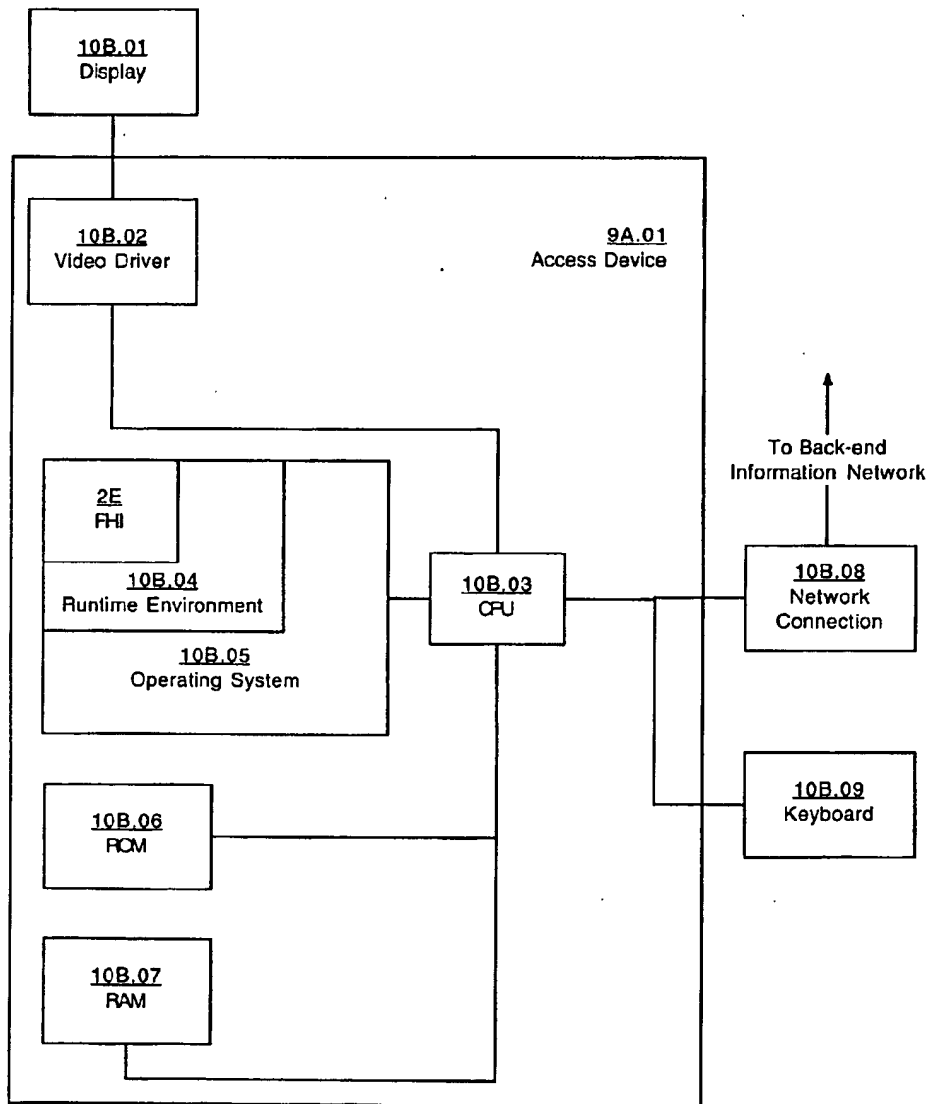 10B.01
Display
10B.02
Video Driver
9A.01
Access Device
To Back-end
Information Network
2E
FHI
10B.04
Runtime Environment
10B.03
CPU
10B.08
Network
Connection
10B.05
Operating System
10B.06
ROM
10B.09
Keyboard
10B.07
RAM